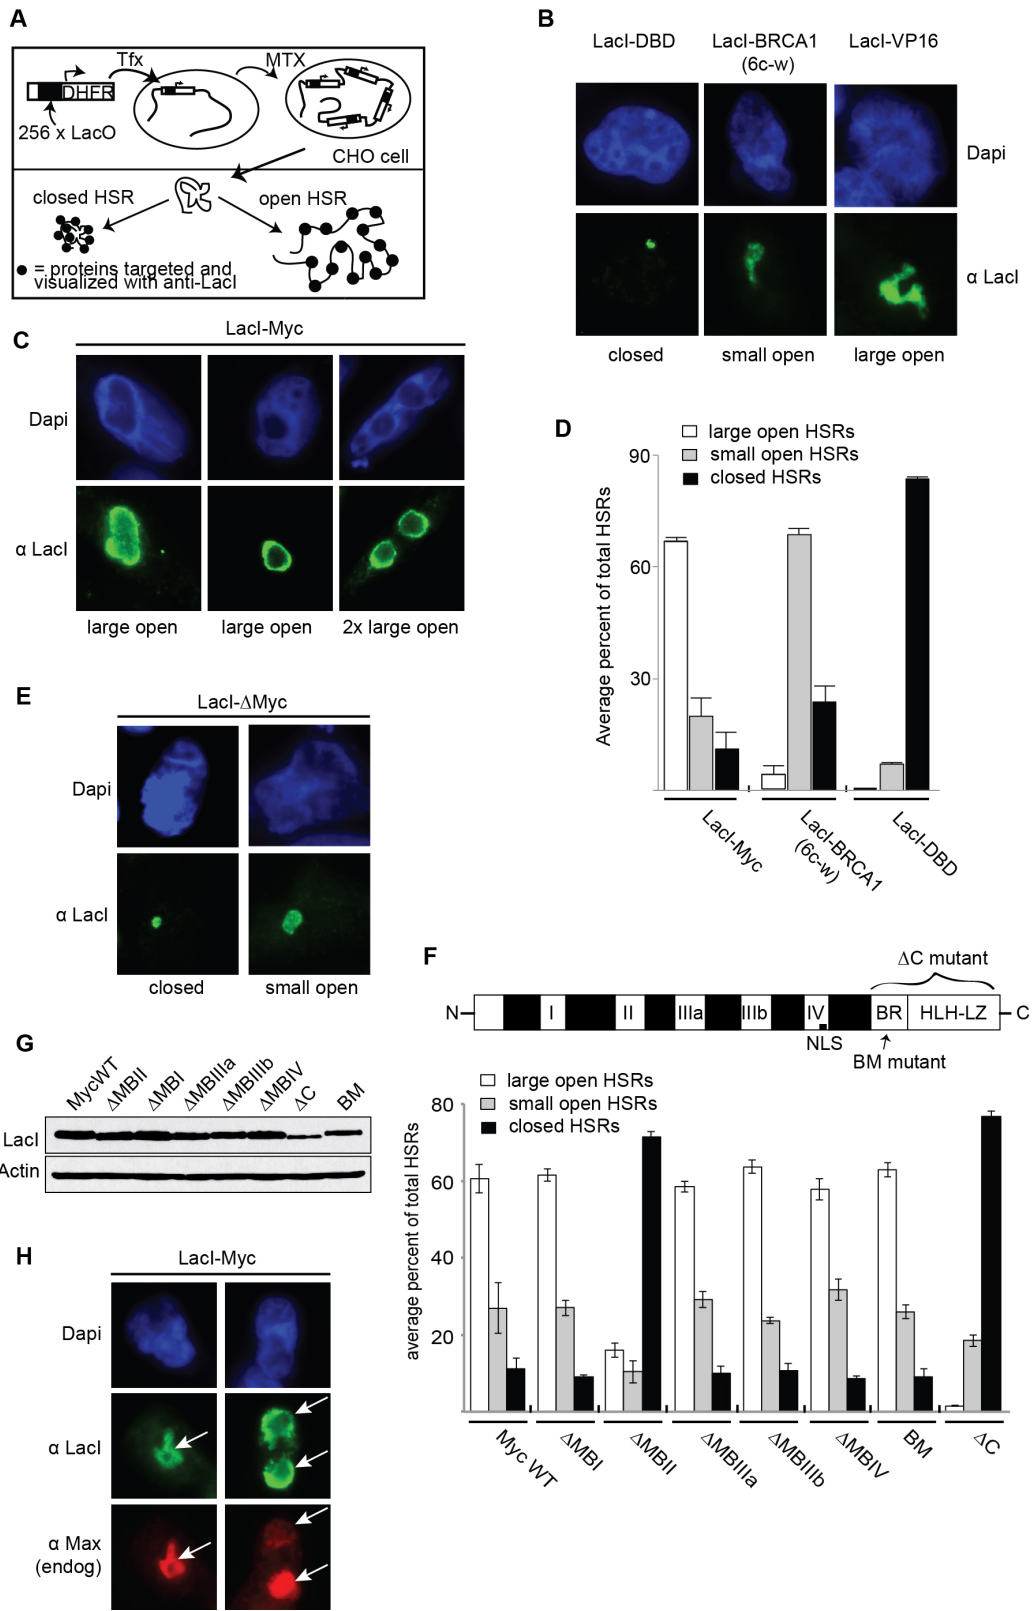 A
Tfx
MTX
DHFR
256 x LacO
CHO cell
closed HSR
open HSR
= proteins targeted and
visualized with anti-LacI
B
LacI-DBD
LacI-BRCA1
(6c-w)
LacI-VP16
Dapi
α LacI
closed
small open
large open
C
LacI-Myc
Dapi
α LacI
large open
large open
2x large open
D
large open HSRs
small open HSRs
closed HSRs
Average percent of total HSRs
90
60
30
LacI-Myc
LacI-BRCA1
(6c-w)
LacI-DBD
E
LacI-ΔMyc
Dapi
α LacI
closed
small open
F
ΔC mutant
N
I
II
IIIa
IIIb
IV
BR
HLH-LZ
C
NLS
BM mutant
large open HSRs
small open HSRs
closed HSRs
average percent of total HSRs
80
60
40
20
Myc WT
ΔMBI
ΔMBII
ΔMBIIIa
ΔMBIIIb
ΔMBIV
BM
ΔC
G
MycWT
ΔMBII
ΔMBI
ΔMBIIIa
ΔMBIIIb
ΔMBIV
ΔC
BM
LacI
Actin
H
LacI-Myc
Dapi
α LacI
α Max
(endog)